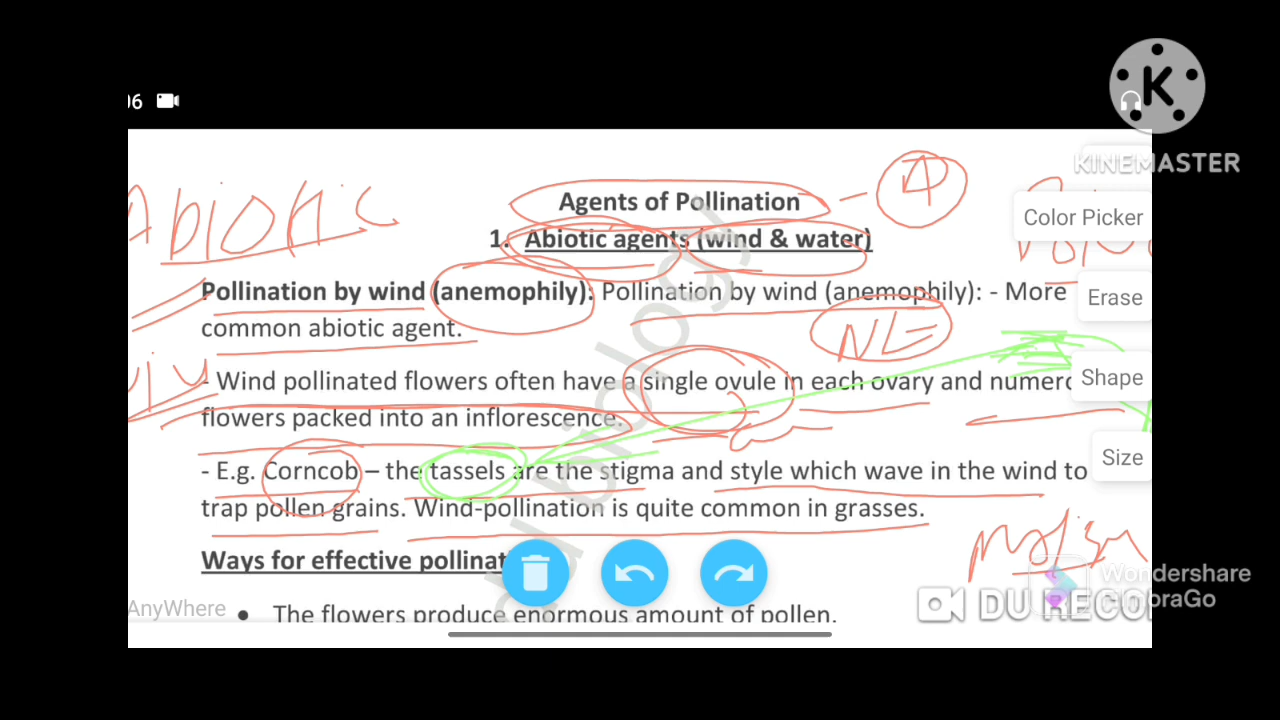 06
KINEMASTER
Abiotic
Agents of Pollination
Color Picker
1. Abiotic agents (wind & water)
Pollination by wind (anemophily): Pollination by wind (anemophily): - More
Erase
common abiotic agent.
- Wind pollinated flowers often have a single ovule in each ovary and
Shape
flowers packed into an inflorescence.
Size
- E.g. Corncob – the tassels are the stigma and style which wave in the wind to
trap pollen grains. Wind-pollination is quite common in grasses.
Ways for effective
Wondershare
AnyWhere
DU
• The flowers produce enormous amount of pollen.
biology